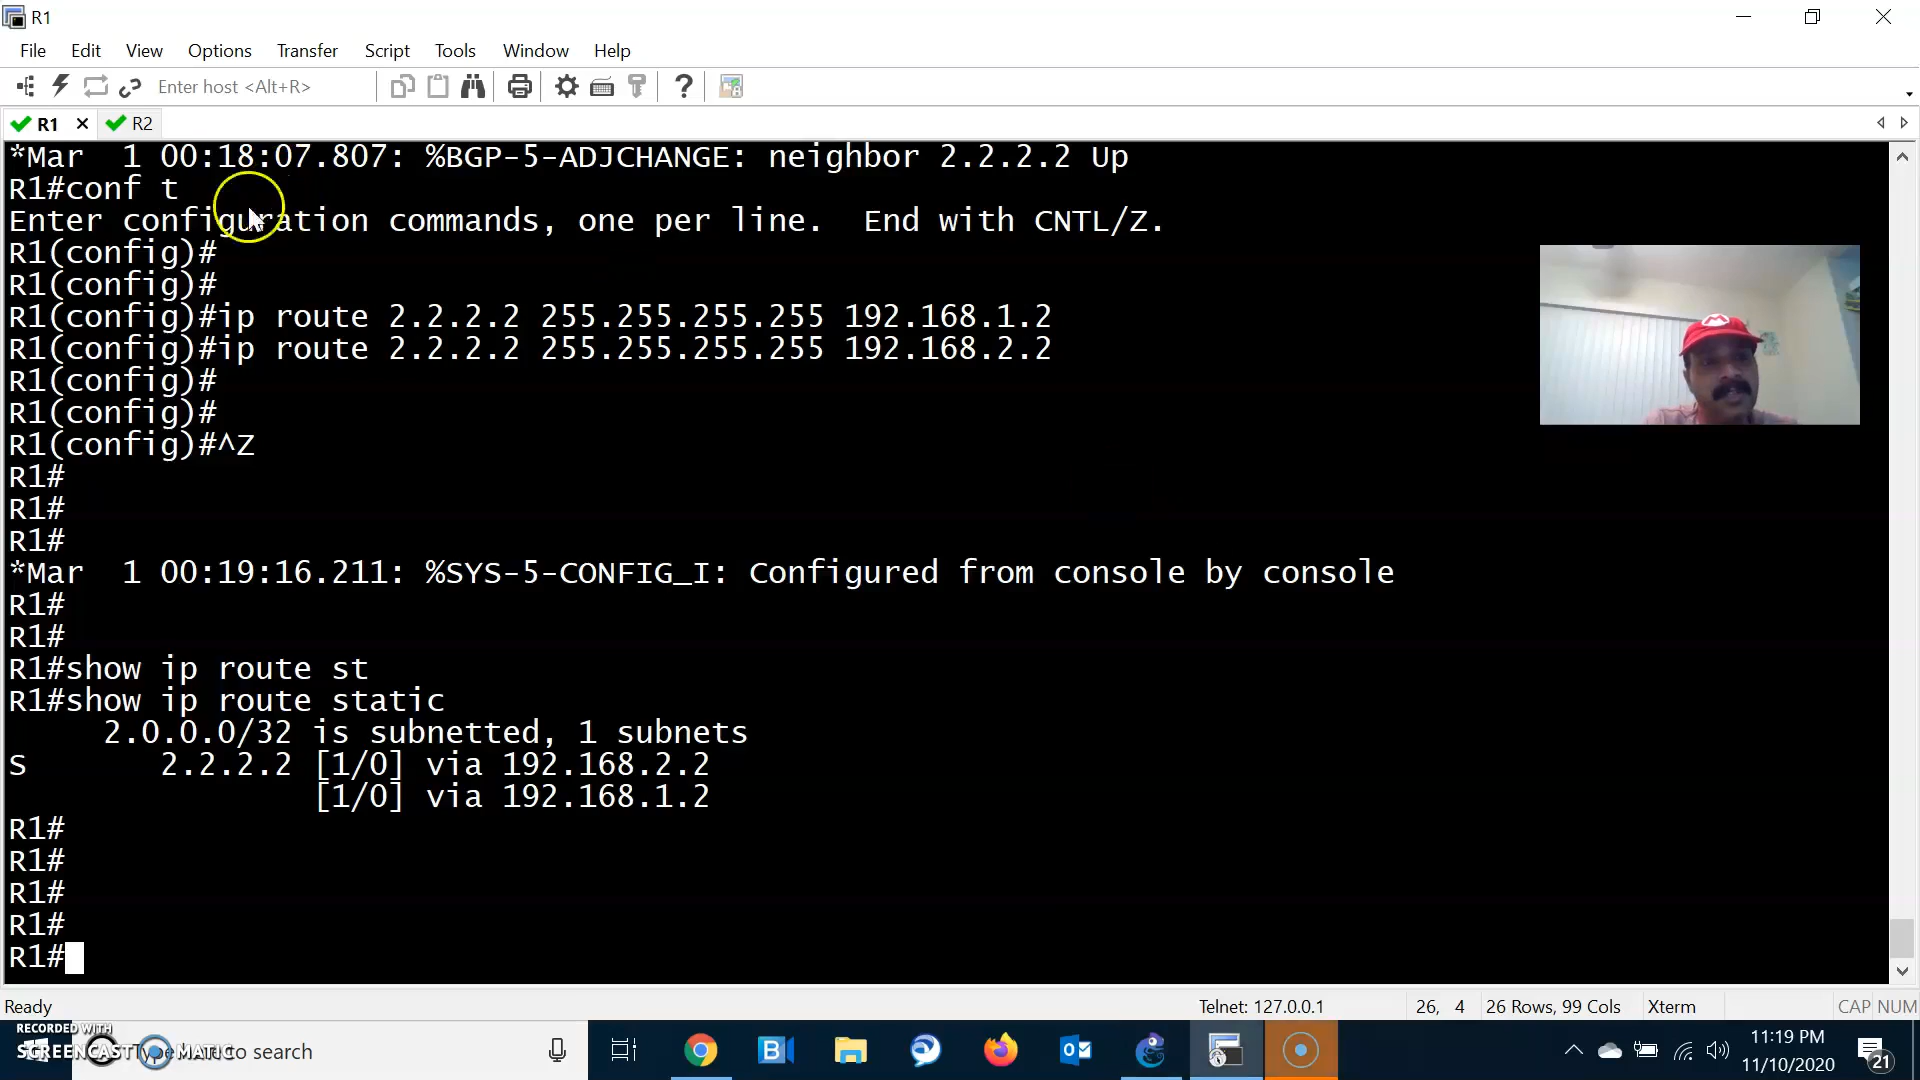 R1
File Edit View Options Transfer Script Tools Window Help
Enter host <Alt+R>
R1 R2
*Mar  1 00:18:07.807: %BGP-5-ADJCHANGE: neighbor 2.2.2.2 Up
R1#conf t
Enter configuration commands, one per line.  End with CNTL/Z.
R1(config)#
R1(config)#
R1(config)#ip route 2.2.2.2 255.255.255.255 192.168.1.2
R1(config)#ip route 2.2.2.2 255.255.255.255 192.168.2.2
R1(config)#
R1(config)#
R1(config)#^Z
R1#
R1#
R1#
*Mar  1 00:19:16.211: %SYS-5-CONFIG_I: Configured from console by console
R1#
R1#
R1#show ip route st
R1#show ip route static
     2.0.0.0/32 is subnetted, 1 subnets
S       2.2.2.2 [1/0] via 192.168.2.2
                [1/0] via 192.168.1.2
R1#
R1#
R1#
R1#
R1#
Ready Telnet: 127.0.0.1 26, 4 26 Rows, 99 Cols Xterm CAP NUM
RECORDED WITH
SCREENCAST MATIC
to search
11:19 PM
11/10/2020
21